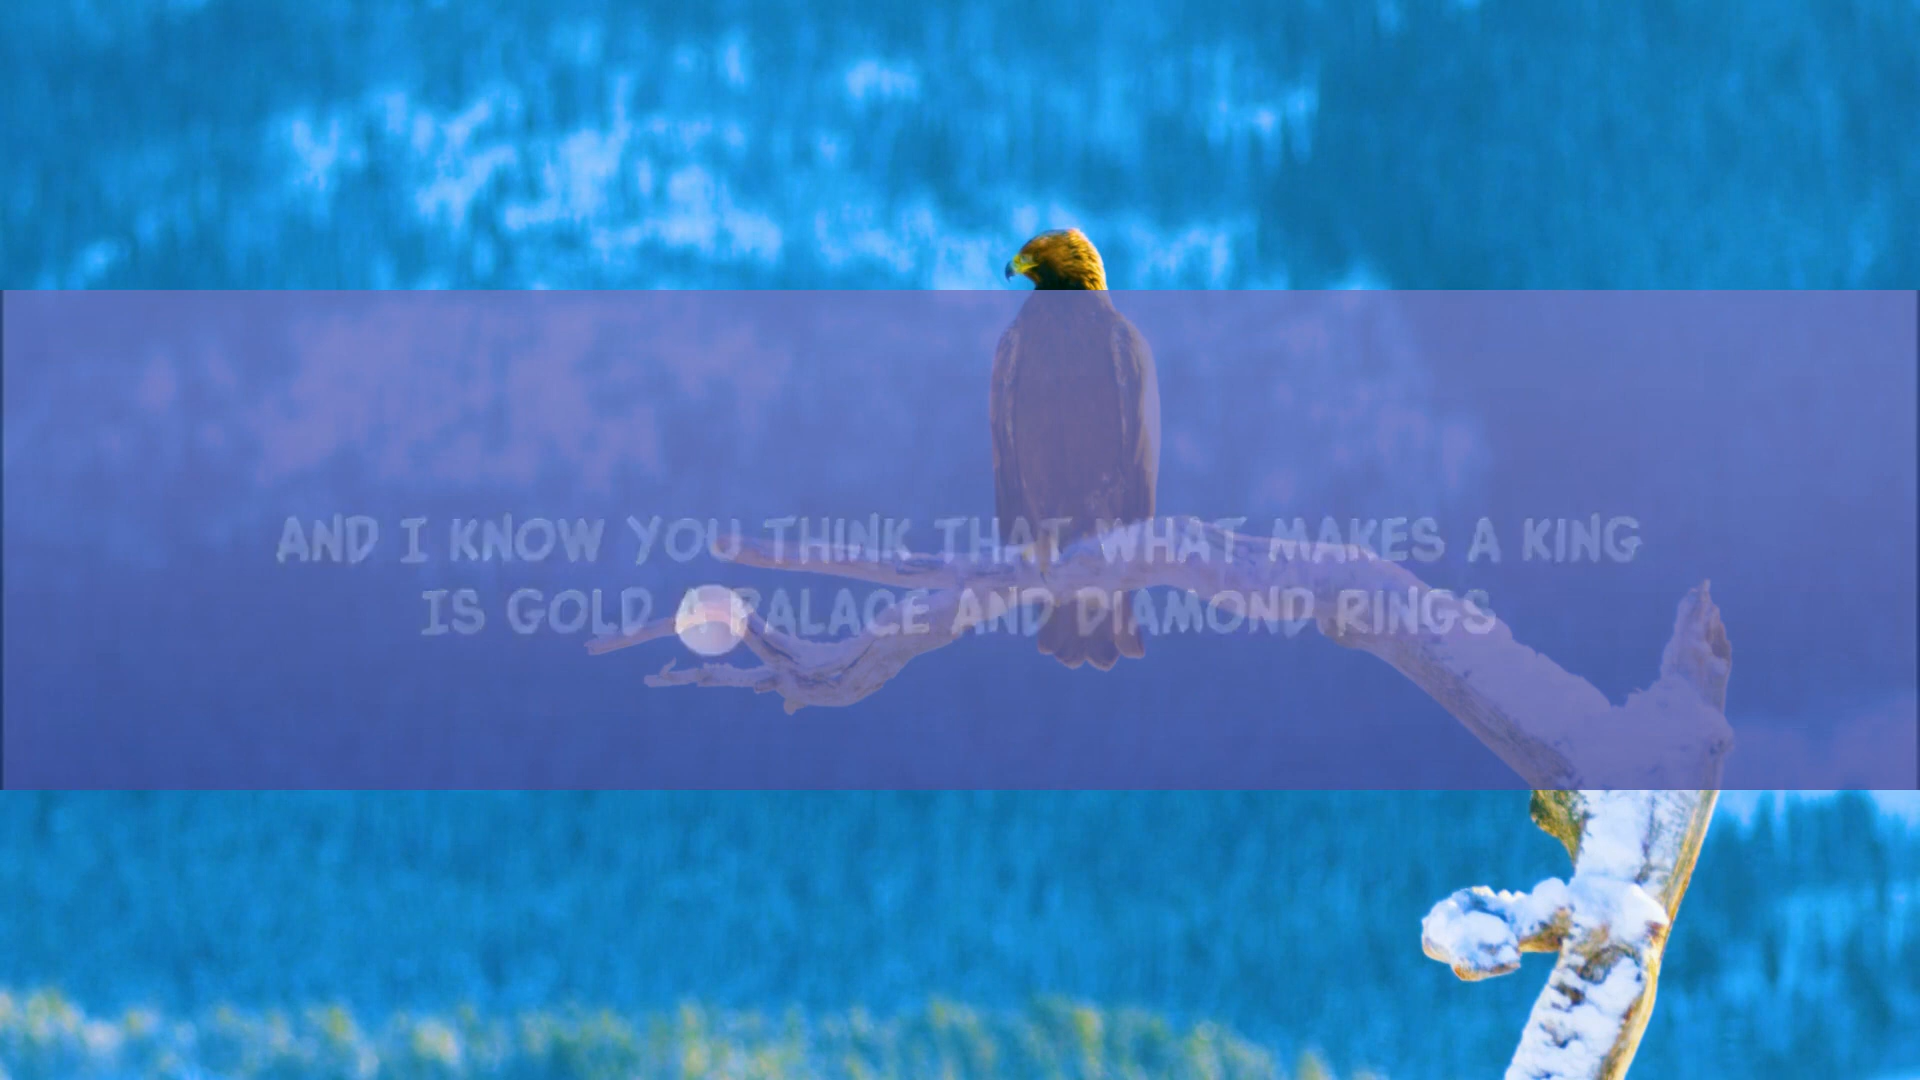 AND I KNOW YOU THINK THAT WHAT MAKES A KING
IS GOLD A PALACE AND DIAMOND RINGS